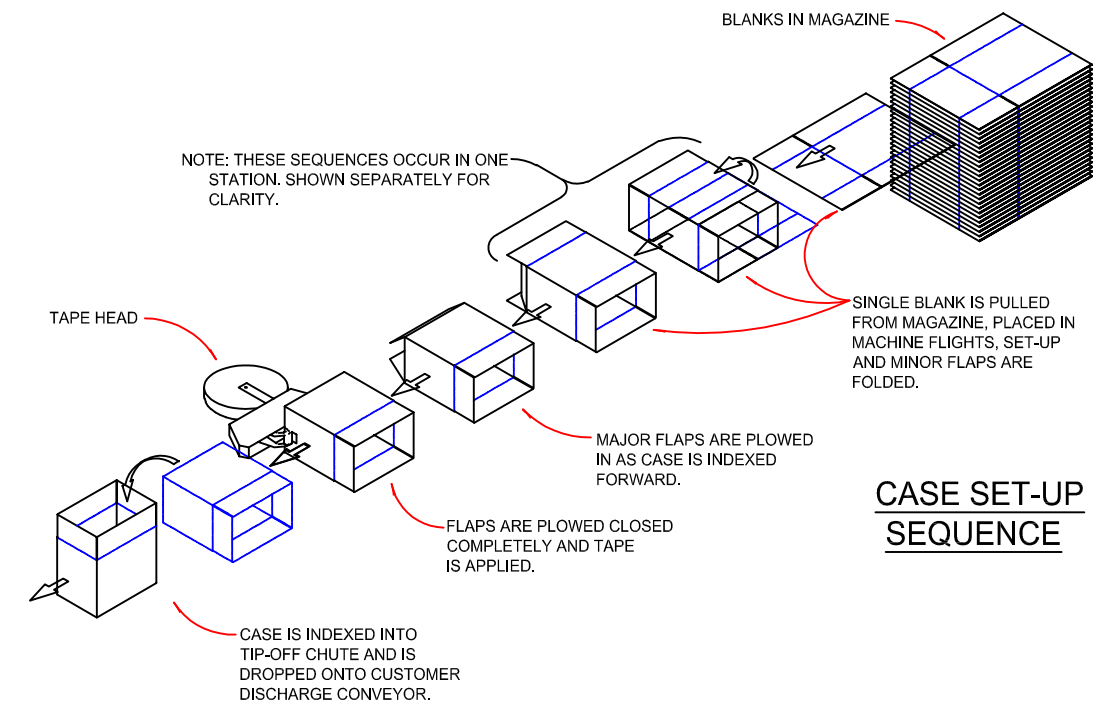 BLANKS IN MAGAZINE
NOTE: THESE SEQUENCES OCCUR IN ONE
STATION. SHOWN SEPARATELY FOR
CLARITY.
SINGLE BLANK IS PULLED
FROM MAGAZINE, PLACED IN
MACHINE FLIGHTS, SET-UP
AND MINOR FLAPS ARE
FOLDED.
TAPE HEAD
MAJOR FLAPS ARE PLOWED
IN AS CASE IS INDEXED
FORWARD.
CASE SET-UP
SEQUENCE
FLAPS ARE PLOWED CLOSED
COMPLETELY AND TAPE
IS APPLIED.
CASE IS INDEXED INTO
TIP-OFF CHUTE AND IS
DROPPED ONTO CUSTOMER
DISCHARGE CONVEYOR.